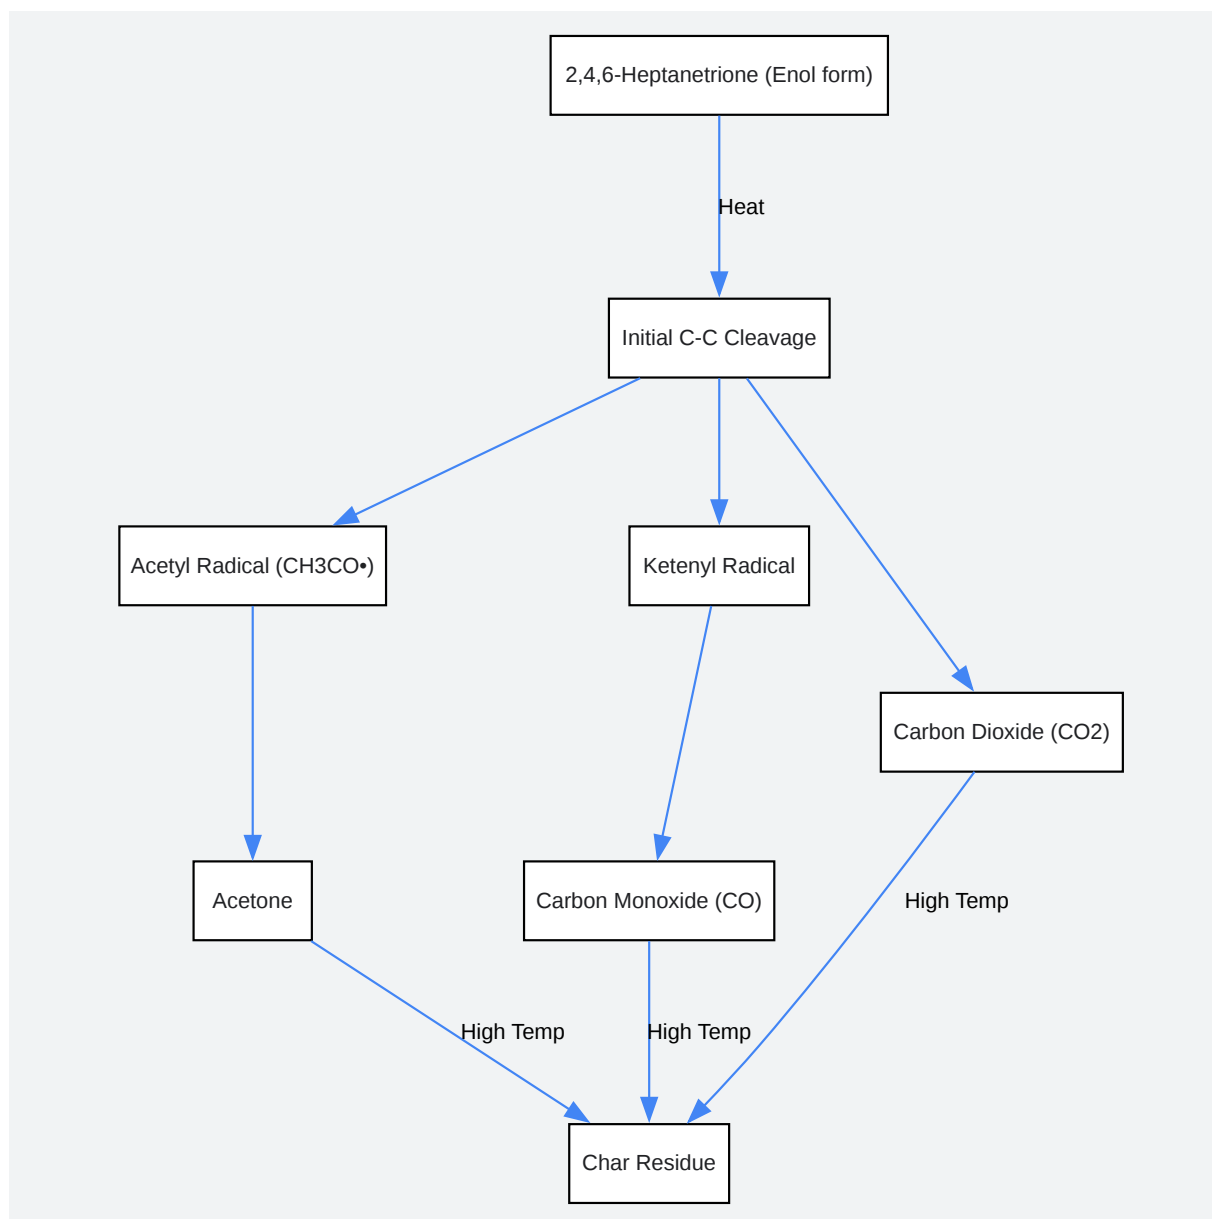 2,4,6-Heptanetrione (Enol form)
Heat
Initial C-C Cleavage
Acetyl Radical (CH3CO•)
Ketenyl Radical
Carbon Dioxide (CO2)
Acetone
Carbon Monoxide (CO)
High Temp
High Temp
High Temp
Char Residue